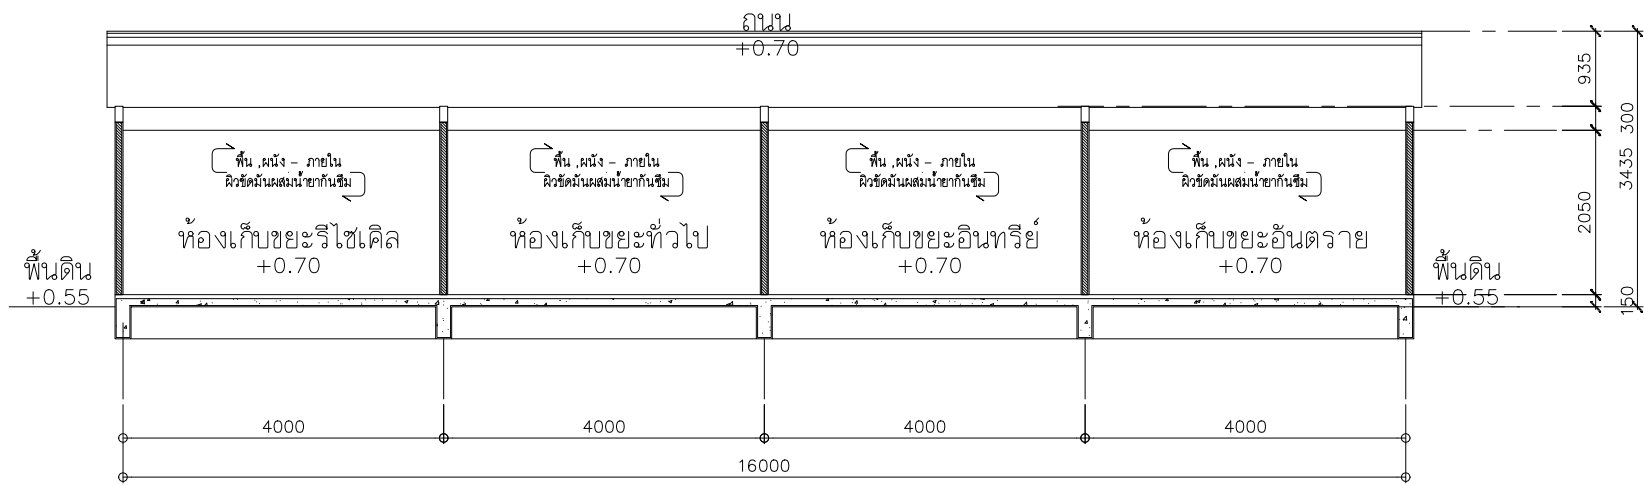 ถนน
+0.70
935
300
3435
2050
150
พื้น ,ผนัง - ภายใน
ผิวขัดมันผสมน้ำยากันซึม
พื้น ,ผนัง - ภายใน
ผิวขัดมันผสมน้ำยากันซึม
พื้น ,ผนัง - ภายใน
ผิวขัดมันผสมน้ำยากันซึม
พื้น ,ผนัง - ภายใน
ผิวขัดมันผสมน้ำยากันซึม
ห้องเก็บขยะรีไซเคิล
+0.70
ห้องเก็บขยะทั่วไป
+0.70
ห้องเก็บขยะอินทรีย์
+0.70
ห้องเก็บขยะอันตราย
+0.70
พื้นดิน
+0.55
พื้นดิน
+0.55
4000
4000
4000
4000
16000